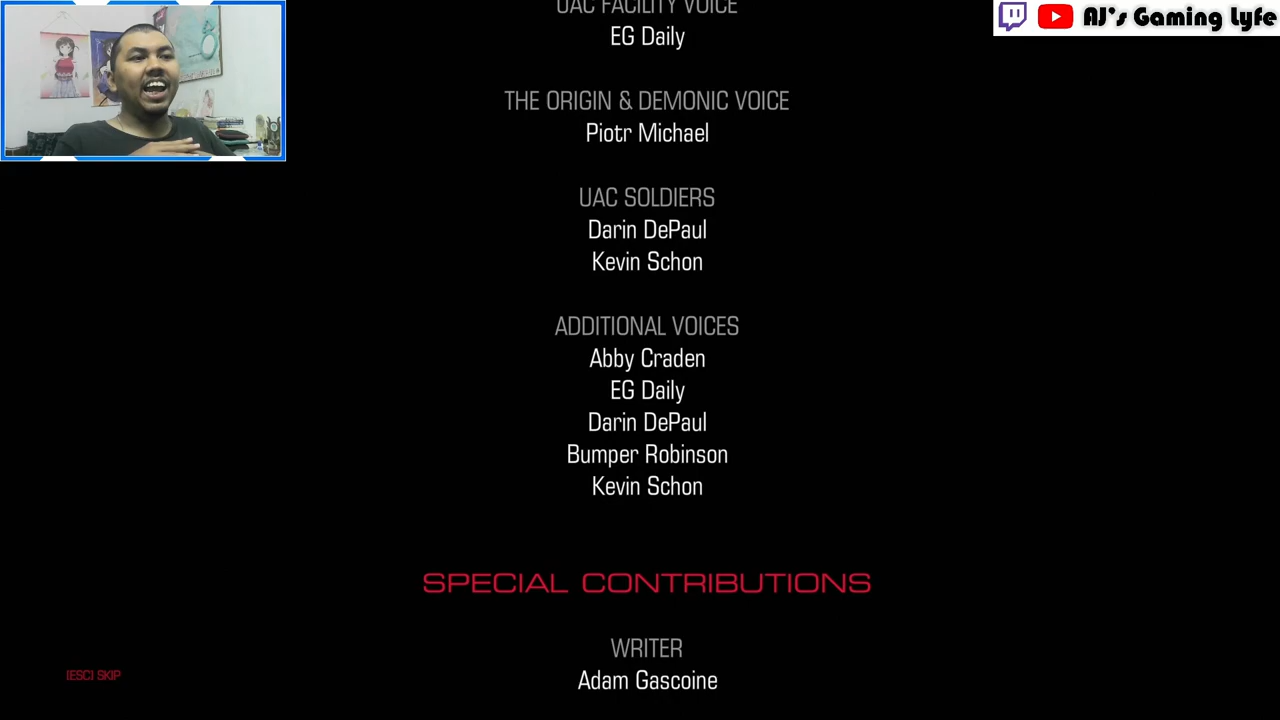 AJ's Gaming Lyfe
UAC FACILITY VOICE
EG Daily
THE ORIGIN & DEMONIC VOICE
Piotr Michael
UAC SOLDIERS
Darin DePaul
Kevin Schon
ADDITIONAL VOICES
Abby Craden
EG Daily
Darin DePaul
Bumper Robinson
Kevin Schon
SPECIAL CONTRIBUTIONS
WRITER
Adam Gascoine
[ESC] SKIP